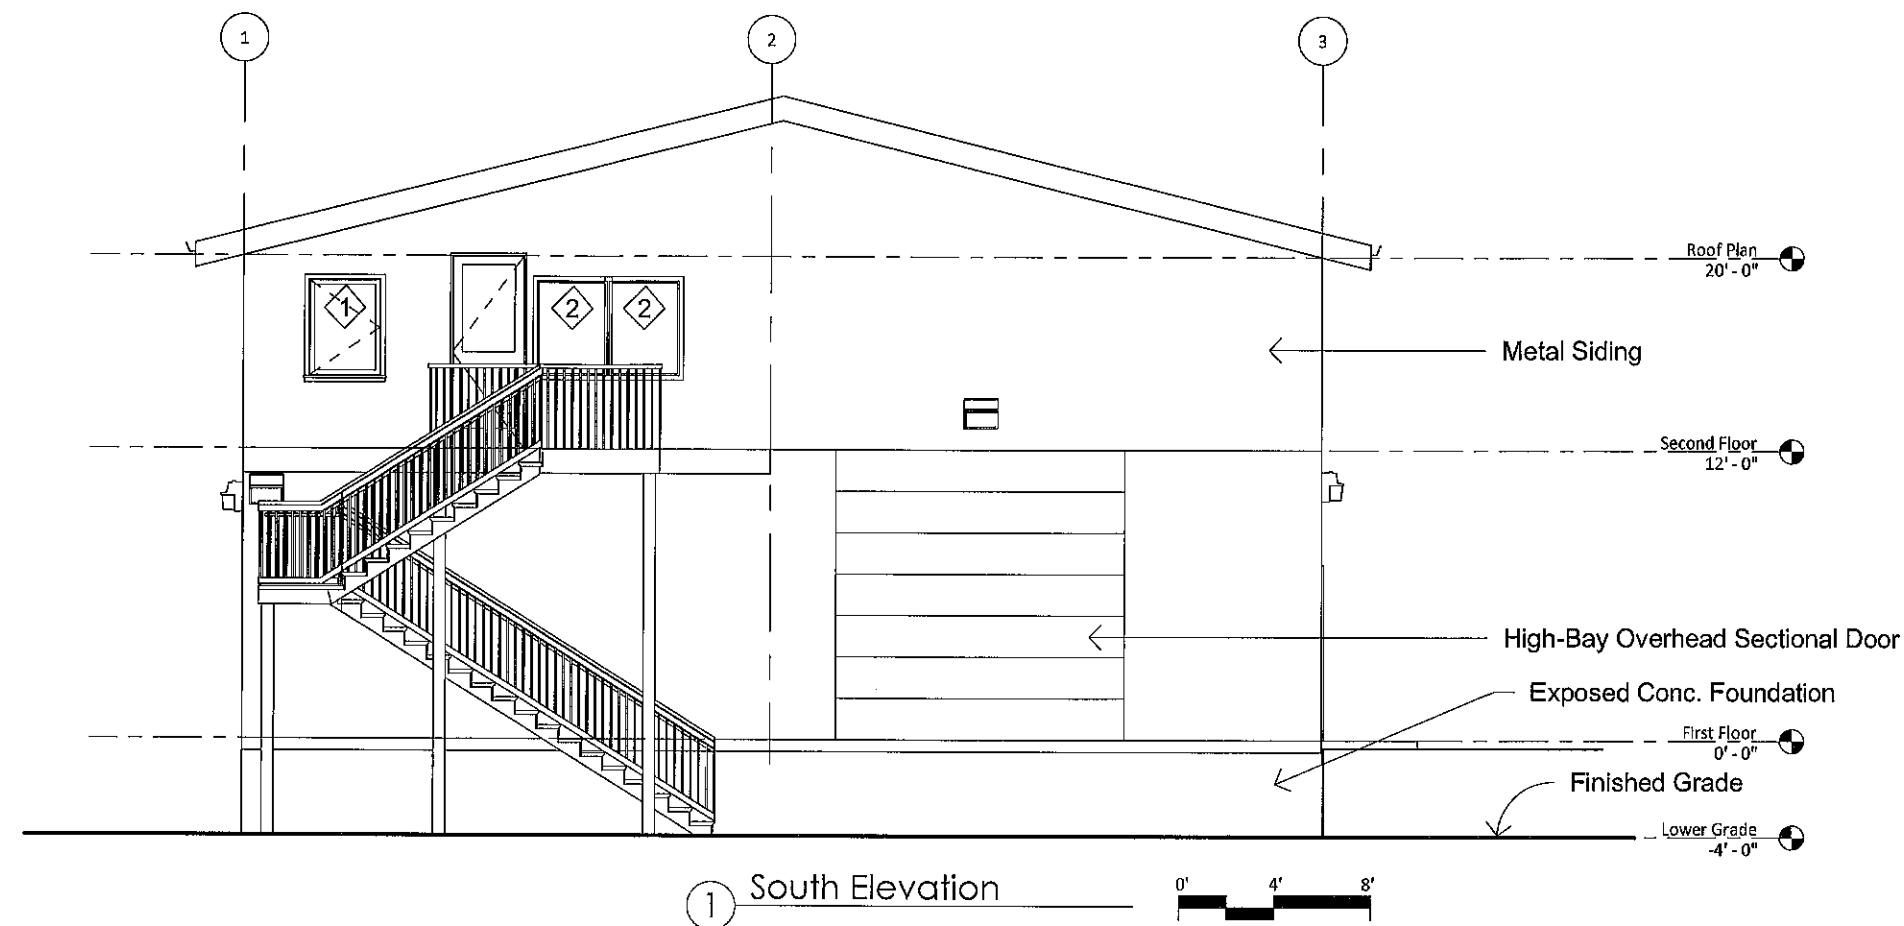 1
2
3
Roof Plan
20' - 0"
1
2
2
Metal Siding
Second Floor
12' - 0"
High-Bay Overhead Sectional Door
Exposed Conc. Foundation
First Floor
0' - 0"
Finished Grade
Lower Grade
-4' - 0"
1
South Elevation
0'
4'
8'